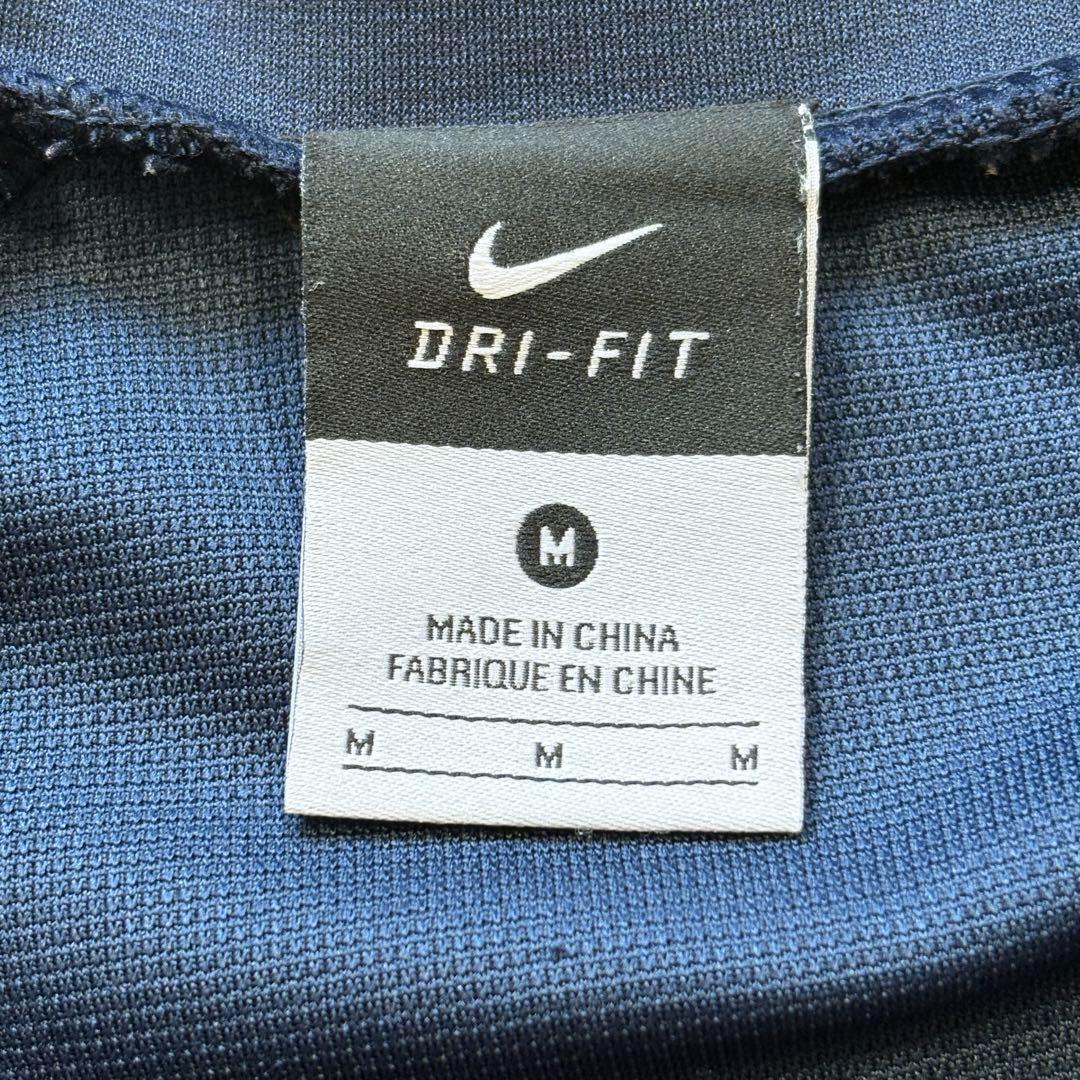 DRI-FIT
M
MADE IN CHINA
FABRIQUE EN CHINE
M M M